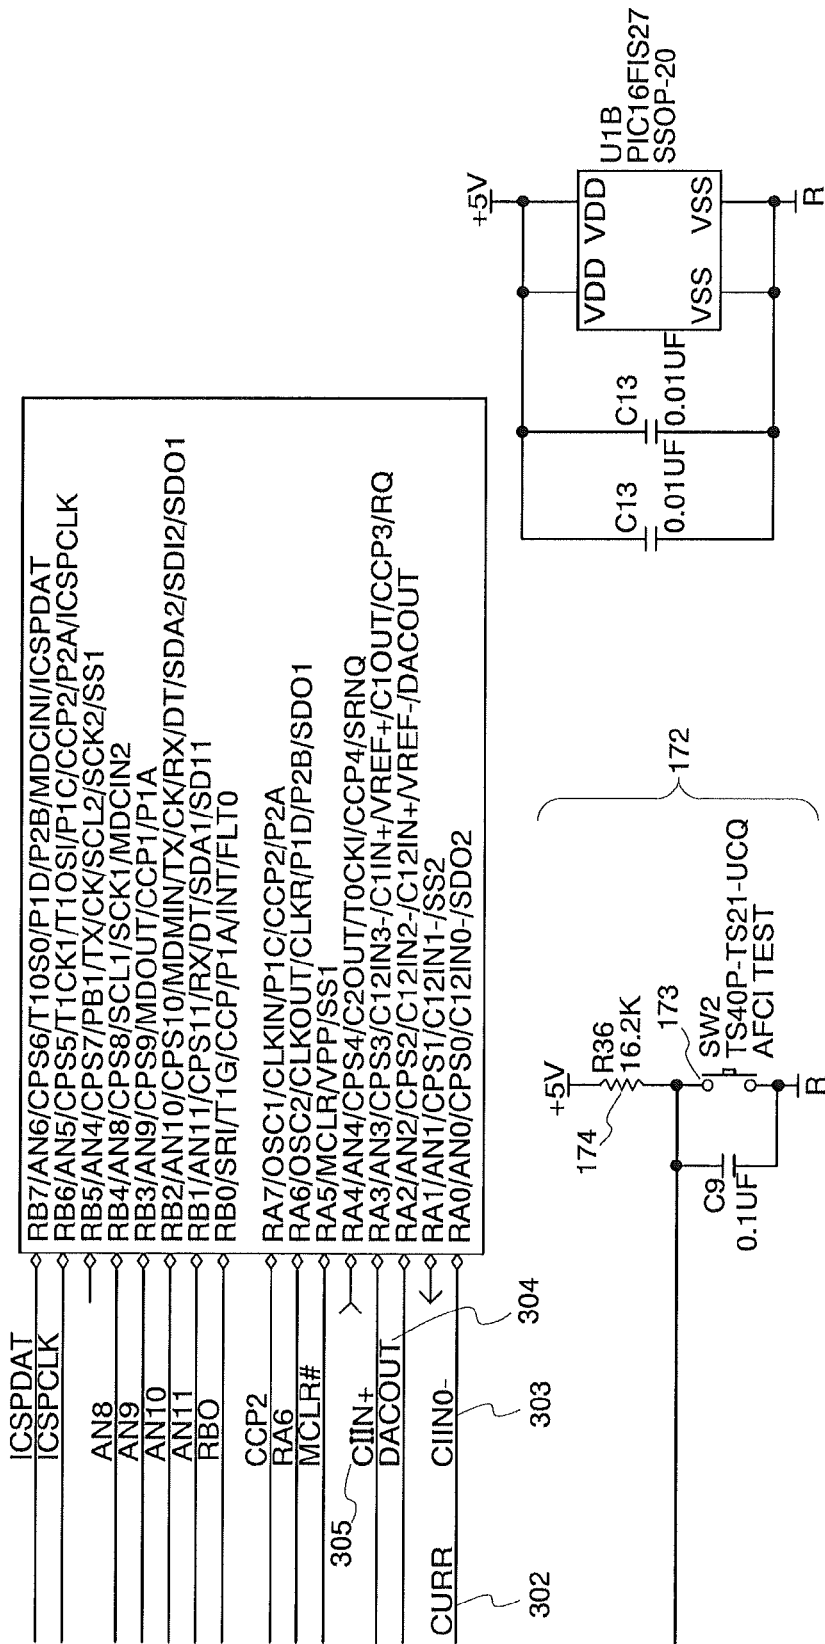 ICSPDAT
ICSPCLK
AN8
AN9
AN10
AN11
RBO
CCP2
RA6
MCLR#
CIIN+
DACOUT
CIIN0-
CURR
305
304
303
302
RB7/AN6/CPS6/T10S0/P1D/P2B/MDCINI/ICSPDAT
RB6/AN5/CPS5/T1CK1/T1OSI/P1C/CCP2/P2A/ICSPCLK
RB5/AN4/CPS7/PB1/TX/CK/SCL2/SCK2/SS1
RB4/AN8/CPS8/SCL1/SCK1/MDCIN2
RB3/AN9/CPS9/MDOUT/CCP1/P1A
RB2/AN10/CPS10/MDMIN/TX/CK/RX/DT/SDA2/SDI2/SDO1
RB1/AN11/CPS11/RX/DT/SDA1/SD11
RB0/SRI/T1G/CCP/P1A/INT/FLT0
RA7/OSC1/CLKIN/P1C/CCP2/P2A
RA6/OSC2/CLKOUT/CLKR/P1D/P2B/SDO1
RA5/MCLR/VPP/SS1
RA4/AN4/CPS4/C2OUT/T0CKI/CCP4/SRNQ
RA3/AN3/CPS3/C12IN3-/C1IN+/VREF+/C1OUT/CCP3/RQ
RA2/AN2/CPS2/C12IN2-/C12IN+/VREF-/DACOUT
RA1/AN1/CPS1/C12IN1-/SS2
RA0/AN0/CPS0/C12IN0-/SDO2
+5V
174
R36
16.2K
173
SW2
TS40P-TS21-UCQ
AFCI TEST
C9
0.1UF
R
172
+5V
C13
0.01UF
C13
0.01UF
VDD VDD
VSS VSS
U1B
PIC16FIS27
SSOP-20
R